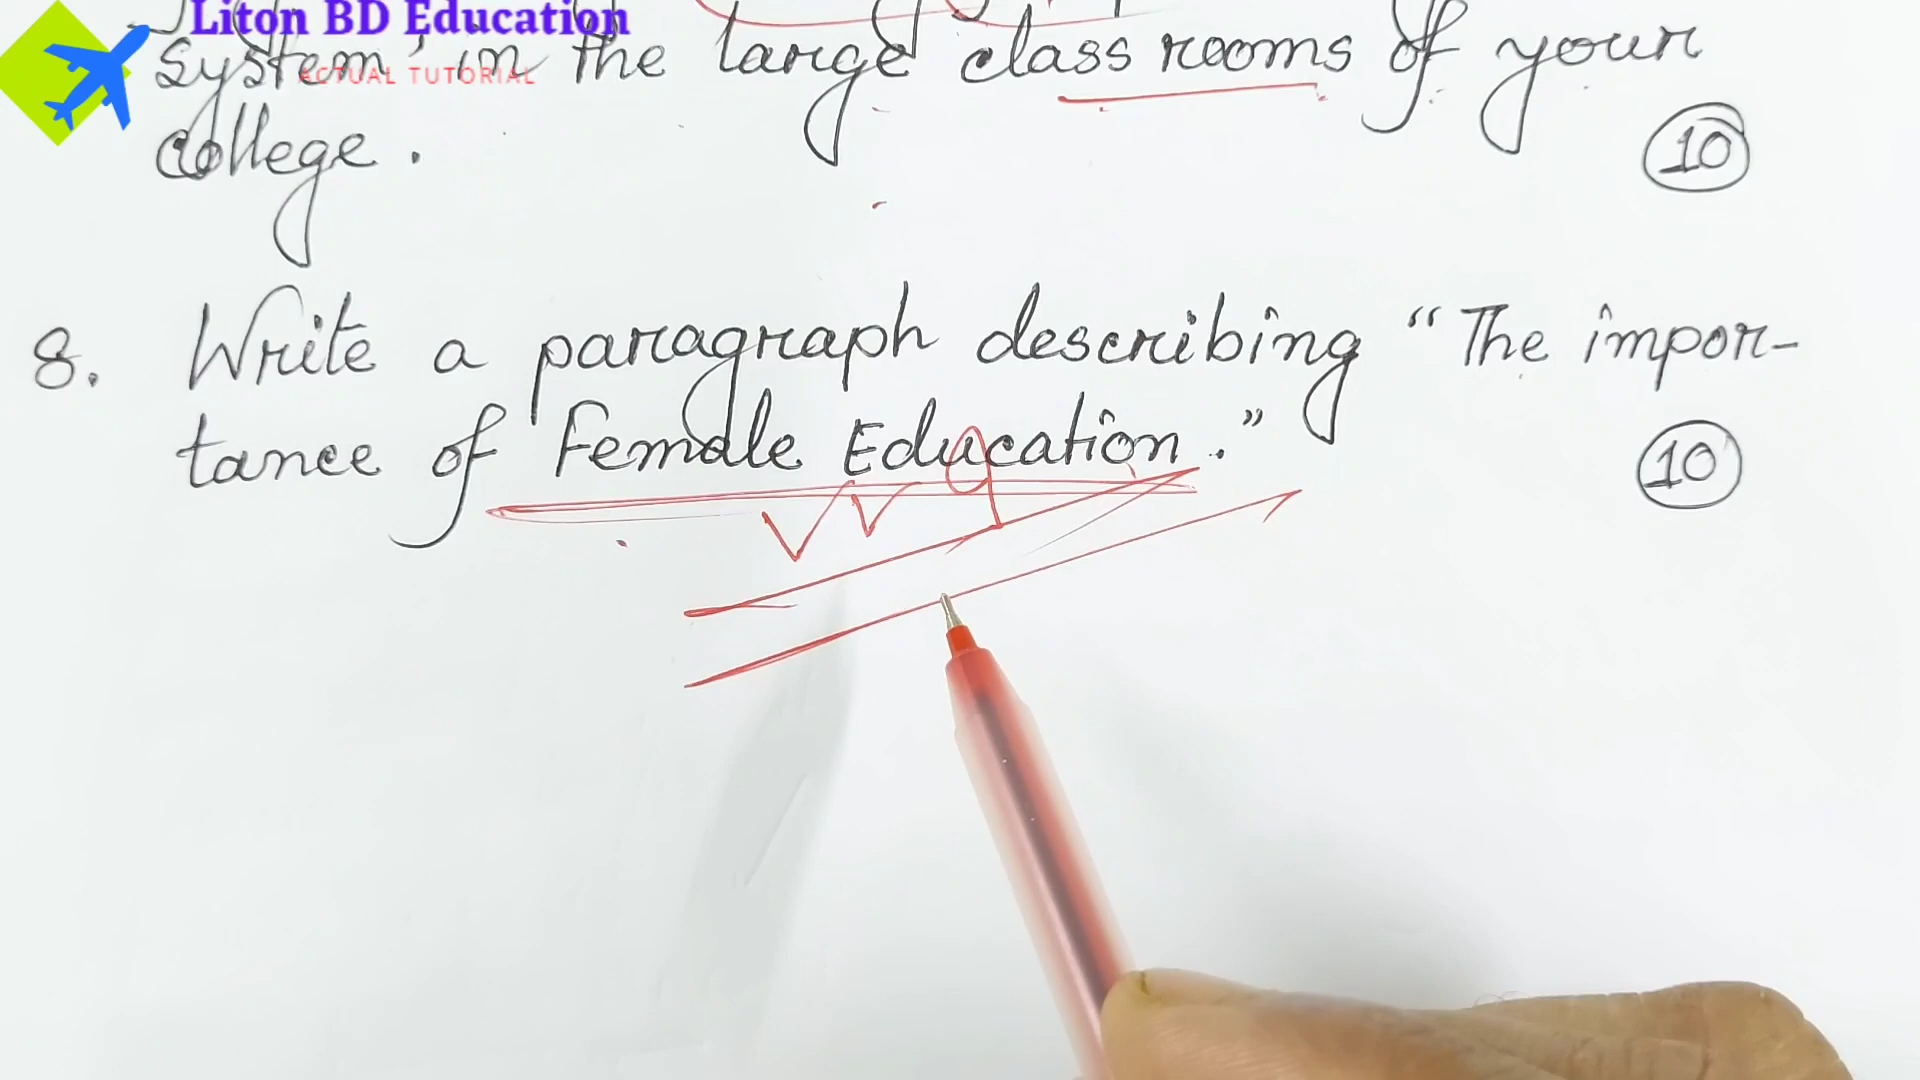 Liton BD Education
ACTUAL TUTORIAL
system' in the large class rooms of your
college.
10
8. Write a paragraph describing "The impor-
tance of Female Education."
10